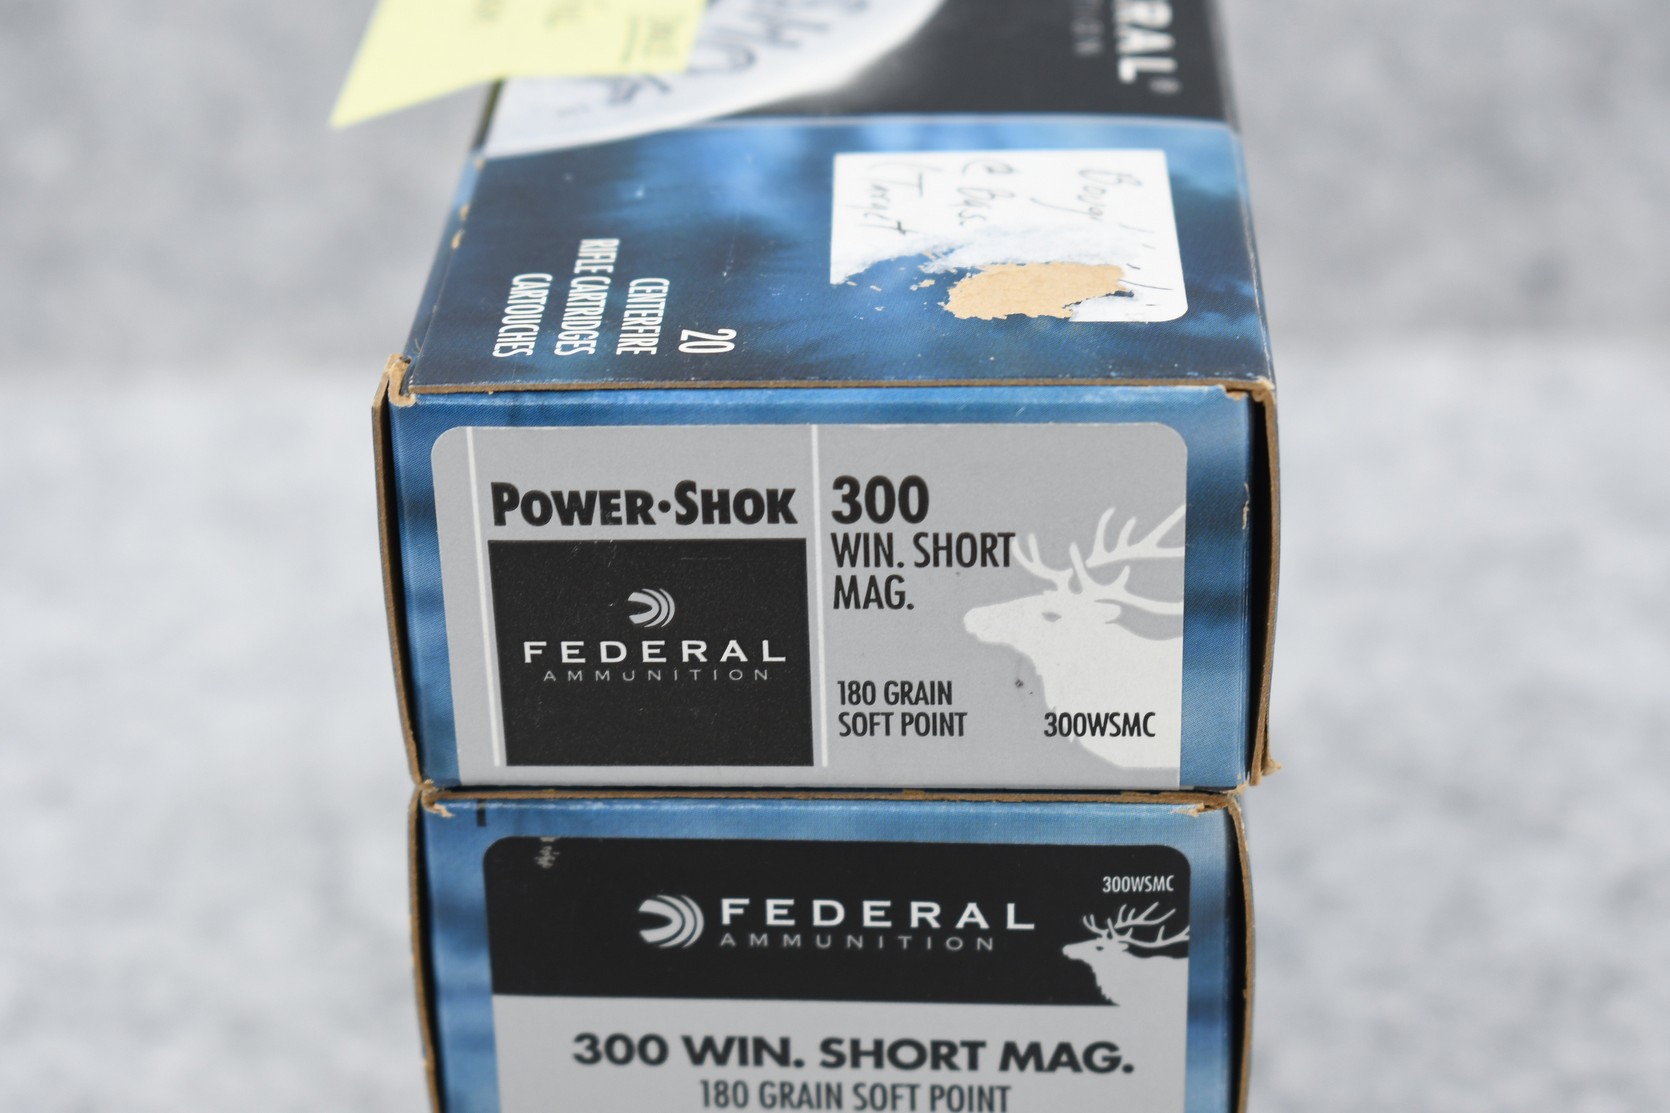 RAL
20
CENTERFIRE
RIFLE CARTRIDGES
CARTOUCHES
POWER•SHOK
FEDERAL
AMMUNITION
300
WIN. SHORT
MAG.
180 GRAIN
SOFT POINT
300WSMC
300WSMC
FEDERAL
AMMUNITION
300 WIN. SHORT MAG.
180 GRAIN SOFT POINT